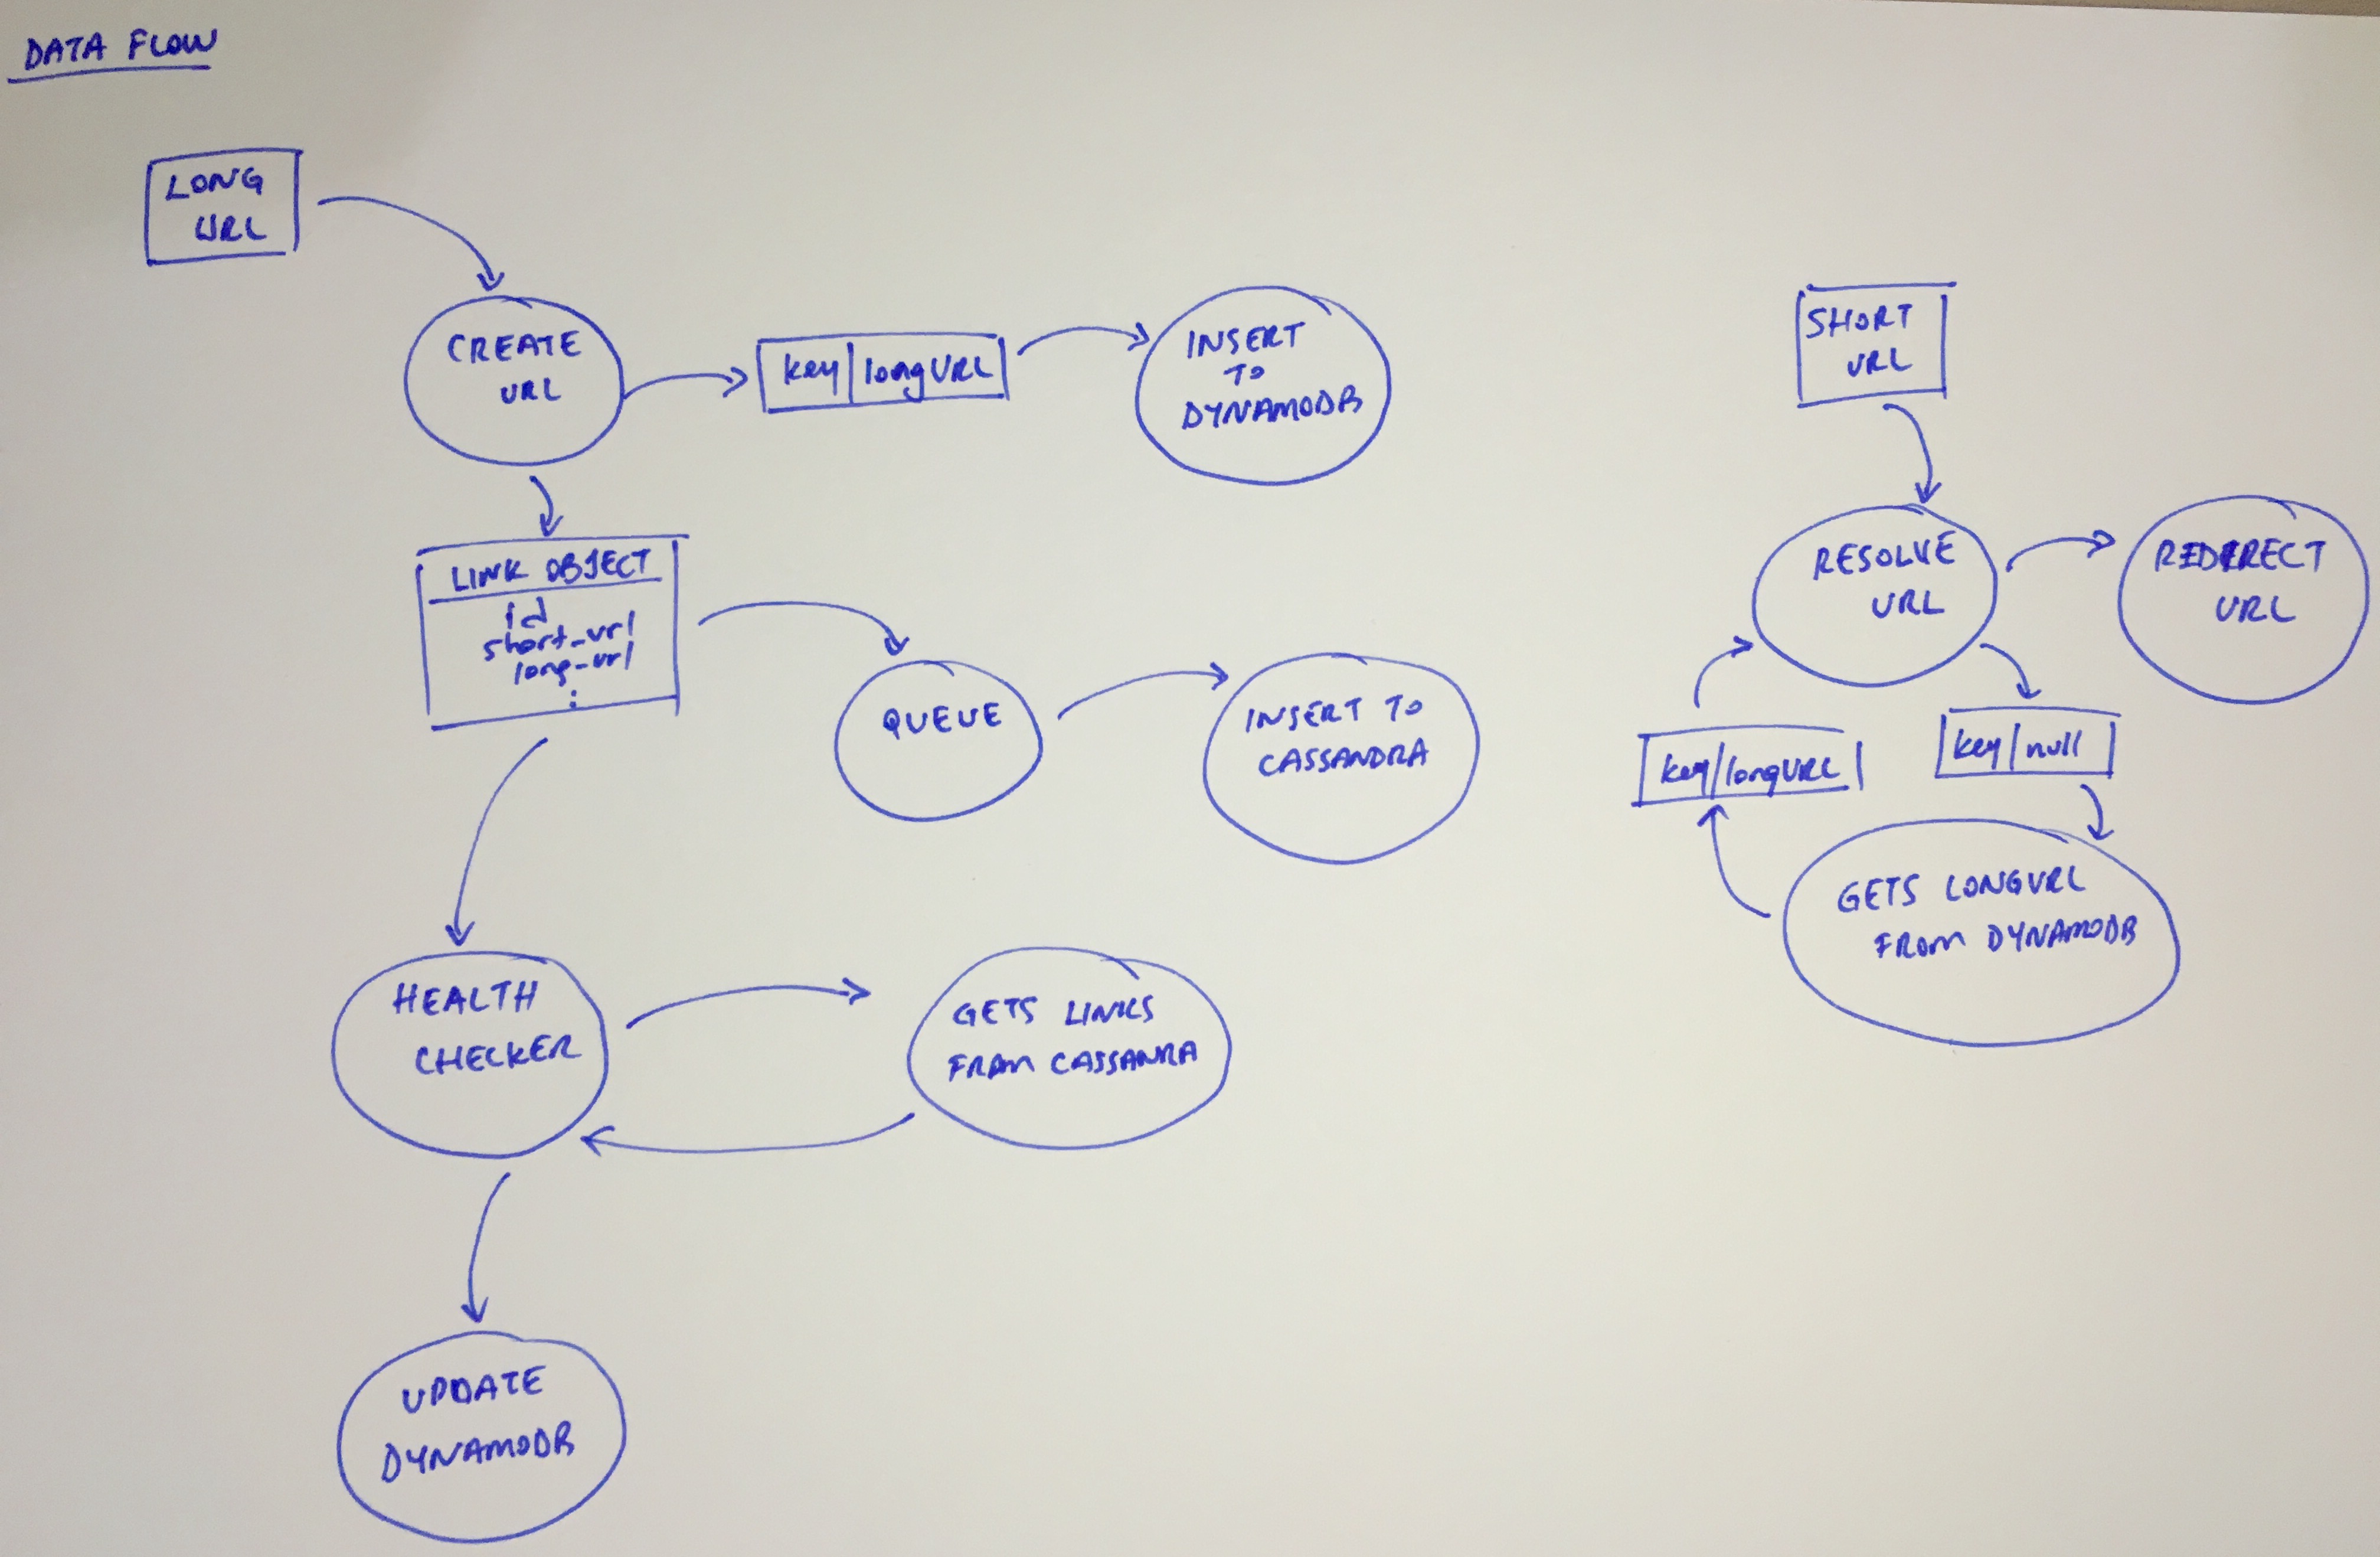 DATA FLOW
LONG
URL
CREATE
URL
key|longURL
INSERT
TO
DYNAMODB
LINK OBJECT
id
short_url
long_url
:
QUEUE
INSERT TO
CASSANDRA
HEALTH
CHECKER
GETS LINKS
FROM CASSANRA
UPDATE
DYNAMODB
SHORT
URL
RESOLVE
URL
REDIRECT
URL
key|longURL
key|null
GETS LONGURL
FROM DYNAMODB